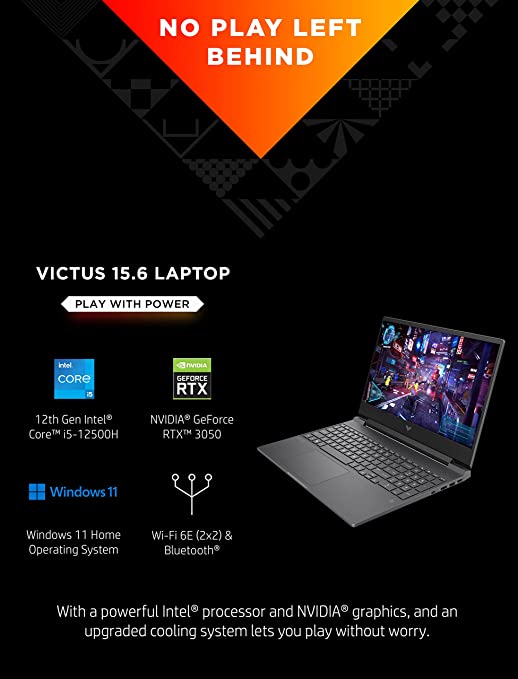 NO PLAY LEFT
BEHIND
VICTUS 15.6 LAPTOP
PLAY WITH POWER
intel
CORE
i5
NVIDIA
GEFORCE
RTX
12th Gen Intel®
Core™ i5-12500H
NVIDIA® GeForce
RTX™ 3050
Windows 11
Windows 11 Home
Operating System
Wi-Fi 6E (2x2) &
Bluetooth®
With a powerful Intel® processor and NVIDIA® graphics, and an
upgraded cooling system lets you play without worry.